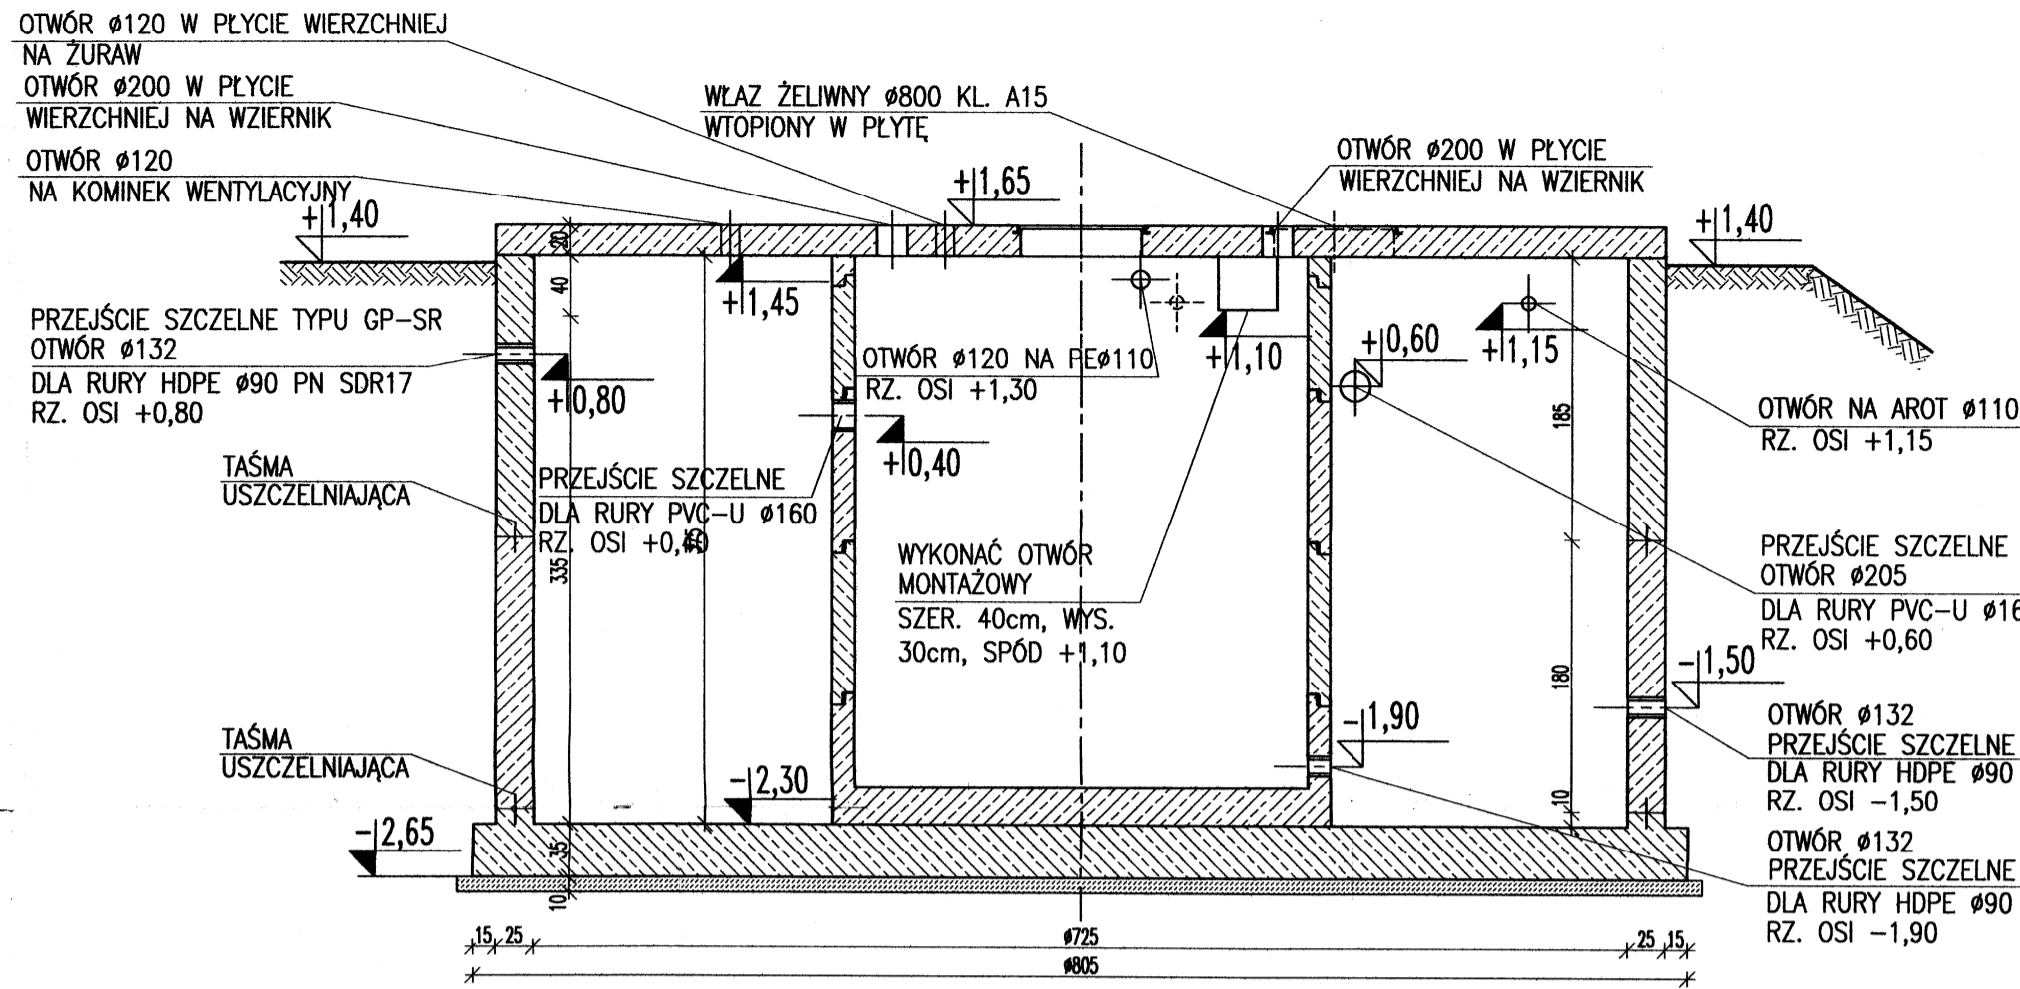 OTWÓR ø120 W PŁYCIE WIERZCHNIEJ
NA ŻURAW
OTWÓR ø200 W PŁYCIE
WIERZCHNIEJ NA WZIERNIK
OTWÓR ø120
NA KOMINEK WENTYLACYJNY
WŁAZ ŻELIWNY ø800 KL. A15
WTOPIONY W PŁYTĘ
OTWÓR ø200 W PŁYCIE
WIERZCHNIEJ NA WZIERNIK
+1,40
+1,65
+1,40
20
40
+1,45
+1,10
+0,60
+1,15
PRZEJŚCIE SZCZELNE TYPU GP-SR
OTWÓR ø132
DLA RURY HDPE ø90 PN SDR17
RZ. OSI +0,80
+0,80
OTWÓR ø120 NA PEø110
RZ. OSI +1,30
+0,40
185
OTWÓR NA AROT ø110
RZ. OSI +1,15
TAŚMA
USZCZELNIAJĄCA
PRZEJŚCIE SZCZELNE
DLA RURY PVC-U ø160
RZ. OSI +0,40
335
WYKONAĆ OTWÓR
MONTAŻOWY
SZER. 40cm, WYS.
30cm, SPÓD +1,10
PRZEJŚCIE SZCZELNE
OTWÓR ø205
DLA RURY PVC-U ø16
RZ. OSI +0,60
180
-1,50
-1,90
OTWÓR ø132
PRZEJŚCIE SZCZELNE
DLA RURY HDPE ø90
RZ. OSI -1,50
TAŚMA
USZCZELNIAJĄCA
-2,30
10
-2,65
35
10
OTWÓR ø132
PRZEJŚCIE SZCZELNE
DLA RURY HDPE ø90
RZ. OSI -1,90
15 25 ø725 25 15
ø805